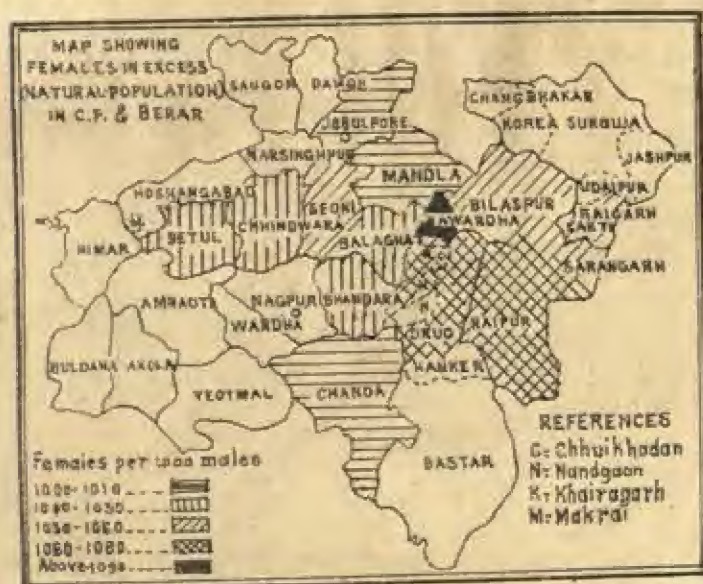 MAP SHOWING
FEMALES IN EXCESS
(NATURAL POPULATION)
IN C.P. & BERAR
SAUGOR
DAMOH
JUBULPORE
NARSINGHPUR
MANDLA
HOSHANGABAD
M.
NIMAR
BETUL
CHHINDWARA
SEONI
BALAGHAT
KAWARDHA
BILASPUR
CHANGBHAKAR
KOREA
SURGUJA
JASHPUR
UDAIPUR
RAIGARH
SAKTI
SARANGARH
AMRAOTI
WARDHA
NAGPUR
BHANDARA
N
DRUG
RAIPUR
BULDANA
AKOLA
YEOTMAL
CHANDA
KANKER
BASTAR
REFERENCES
C= Chhuikhadan
N= Nandgaon
K= Khairagarh
M= Makrai
Females per 1000 males
1060-1080